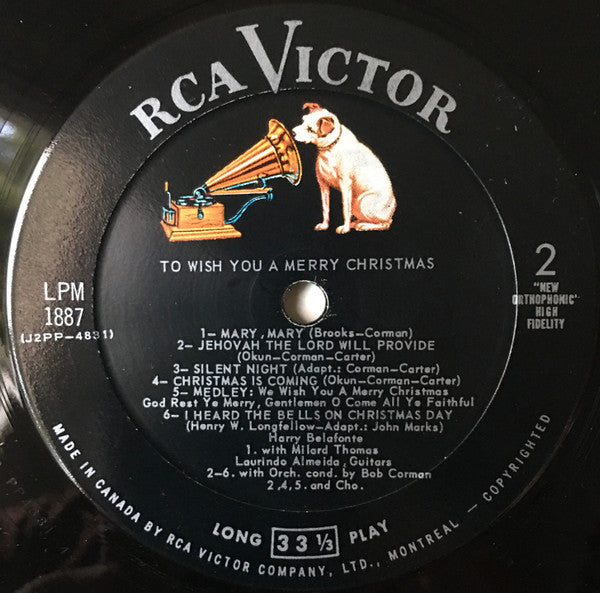 RCA VICTOR
TO WISH YOU A MERRY CHRISTMAS
LPM
1887
(J2PP-4831)
2
"NEW
ORTHOPHONIC"
HIGH
FIDELITY
1- MARY, MARY (Brooks-Corman)
2- JEHOVAH THE LORD WILL PROVIDE
(Okun-Corman-Carter)
3- SILENT NIGHT (Adapt.: Corman-Carter)
4- CHRISTMAS IS COMING (Okun-Corman-Carter)
5- MEDLEY: We Wish You A Merry Christmas
God Rest Ye Merry, Gentlemen O Come All Ye Faithful
6- I HEARD THE BELLS ON CHRISTMAS DAY
(Henry W. Longfellow-Adapt.: John Marks)
Harry Belafonte
1. with Milard Thomas
Laurindo Almeida, Guitars
2-6. with Orch. cond. by Bob Corman
2,4,5. and Cho.
LONG 33 1/3 PLAY
MADE IN CANADA BY RCA VICTOR COMPANY, LTD., MONTREAL - COPYRIGHTED